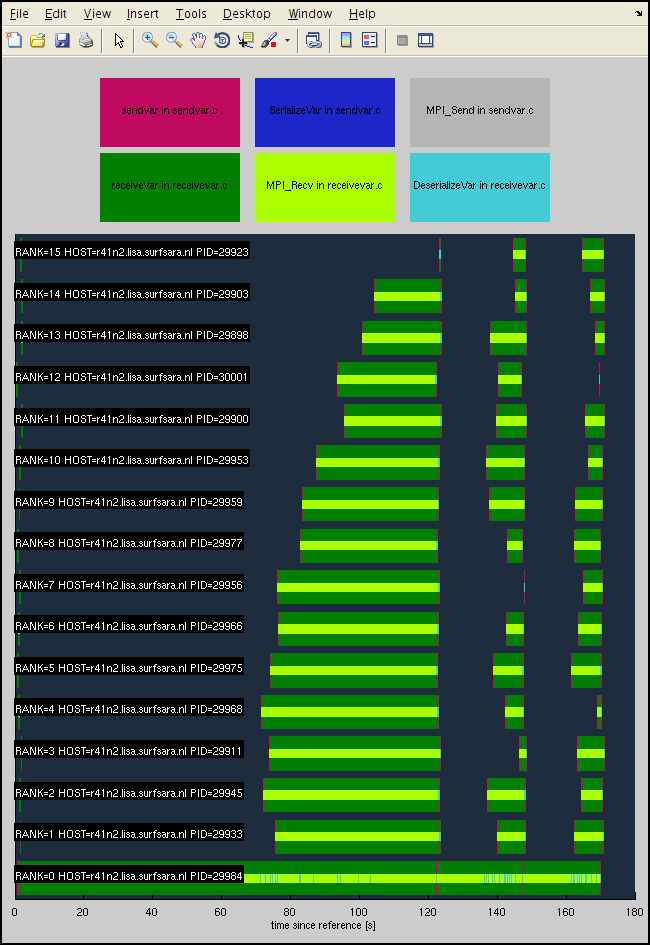 File Edit View Insert Tools Desktop Window Help
sendvar in sendvar.c SerializeVar in sendvar.c MPI_Send in sendvar.c
receivevar in receivevar.c MPI_Recv in receivevar.c DeserializeVar in receivevar.c
RANK=15 HOST=r41n2.lisa.surfsara.nl PID=29923
RANK=14 HOST=r41n2.lisa.surfsara.nl PID=29903
RANK=13 HOST=r41n2.lisa.surfsara.nl PID=29898
RANK=12 HOST=r41n2.lisa.surfsara.nl PID=30001
RANK=11 HOST=r41n2.lisa.surfsara.nl PID=29900
RANK=10 HOST=r41n2.lisa.surfsara.nl PID=29953
RANK=9 HOST=r41n2.lisa.surfsara.nl PID=29959
RANK=8 HOST=r41n2.lisa.surfsara.nl PID=29977
RANK=7 HOST=r41n2.lisa.surfsara.nl PID=29956
RANK=6 HOST=r41n2.lisa.surfsara.nl PID=29966
RANK=5 HOST=r41n2.lisa.surfsara.nl PID=29975
RANK=4 HOST=r41n2.lisa.surfsara.nl PID=29968
RANK=3 HOST=r41n2.lisa.surfsara.nl PID=29911
RANK=2 HOST=r41n2.lisa.surfsara.nl PID=29945
RANK=1 HOST=r41n2.lisa.surfsara.nl PID=29933
RANK=0 HOST=r41n2.lisa.surfsara.nl PID=29984
0 20 40 60 80 100 120 140 160 180
time since reference [s]